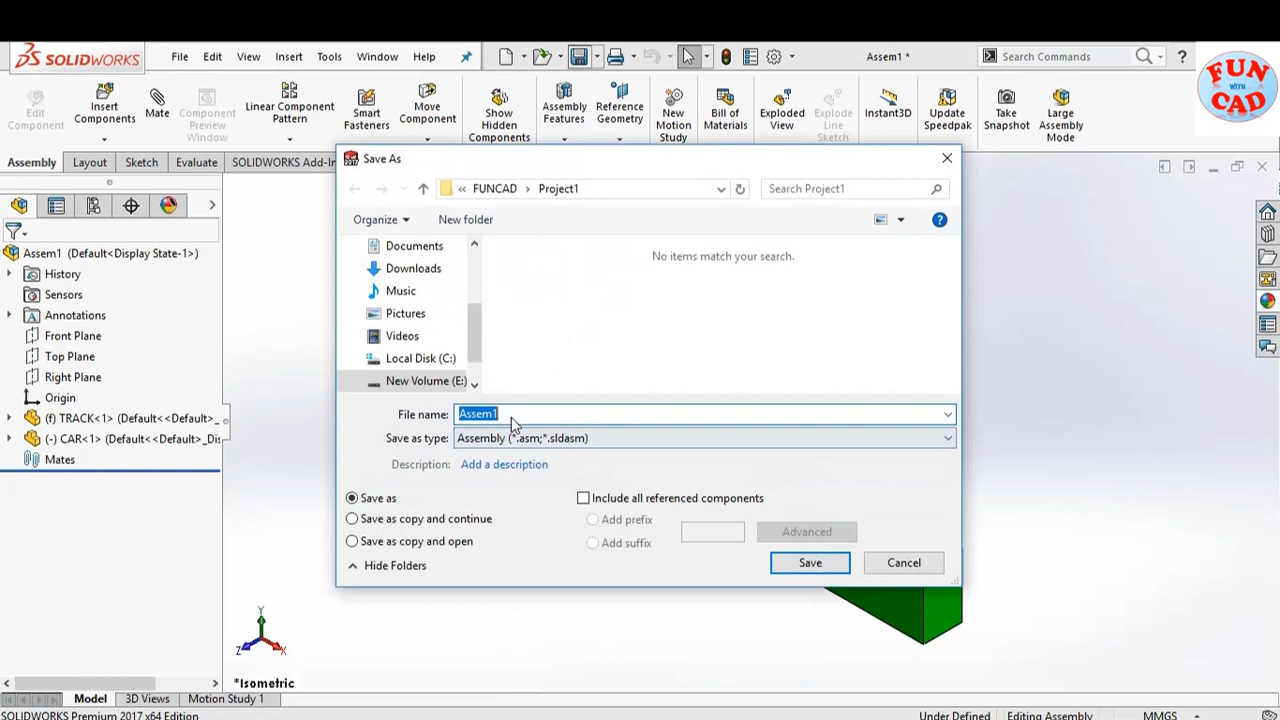 SOLIDWORKS File Edit View Insert Tools Window Help Assem1 * Search Commands ?
FUN
WITH
CAD
Edit
Component
Insert
Components
Mate
Component
Preview
Window
Linear Component
Pattern
Smart
Fasteners
Move
Component
Show
Hidden
Components
Assembly
Features
Reference
Geometry
New
Motion
Study
Bill of
Materials
Exploded
View
Explode
Line
Sketch
Instant3D
Update
Speedpak
Take
Snapshot
Large
Assembly
Mode
Assembly Layout Sketch Evaluate SOLIDWORKS Add-In
Assem1 (Default<Display State-1>)
History
Sensors
Annotations
Front Plane
Top Plane
Right Plane
Origin
(f) TRACK<1> (Default<<Default>_
(-) CAR<1> (Default<<Default>_Dis
Mates
2017 Save As
« FUNCAD › Project1 Search Project1
Organize New folder ?
Documents
Downloads
Music
Pictures
Videos
Local Disk (C:)
New Volume (E:)
No items match your search.
File name: Assem1
Save as type: Assembly (*.asm;*.sldasm)
Description: Add a description
Save as
Save as copy and continue
Save as copy and open
Include all referenced components
Add prefix
Add suffix
Advanced
Hide Folders Save Cancel
Y
Z X
*Isometric
Model 3D Views Motion Study 1
SOLIDWORKS Premium 2017 x64 Edition Under Defined Editing Assembly MMGS